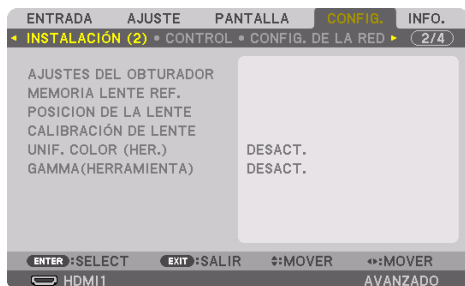 ENTRADA AJUSTE PANTALLA CONFIG. INFO.
INSTALACIÓN (2) • CONTROL • CONFIG. DE LA RED 2/4
AJUSTES DEL OBTURADOR
MEMORIA LENTE REF.
POSICION DE LA LENTE
CALIBRACIÓN DE LENTE
UNIF. COLOR (HER.) DESACT.
GAMMA(HERRAMIENTA) DESACT.
ENTER :SELECT EXIT :SALIR :MOVER :MOVER
HDMI1 AVANZADO